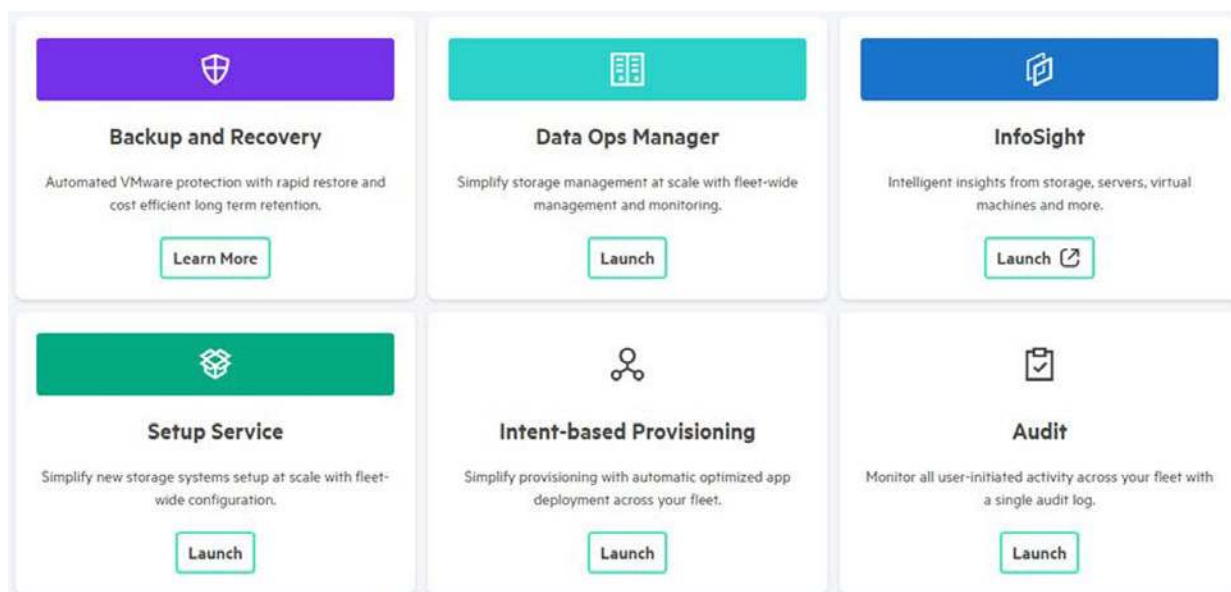 Backup and Recovery
Automated VMware protection with rapid restore and
cost efficient long term retention.
Learn More
Data Ops Manager
Simplify storage management at scale with fleet-wide
management and monitoring.
Launch
InfoSight
Intelligent insights from storage, servers, virtual
machines and more.
Launch
Setup Service
Simplify new storage systems setup at scale with fleet-
wide configuration.
Launch
Intent-based Provisioning
Simplify provisioning with automatic optimized app
deployment across your fleet.
Launch
Audit
Monitor all user-initiated activity across your fleet with
a single audit log.
Launch